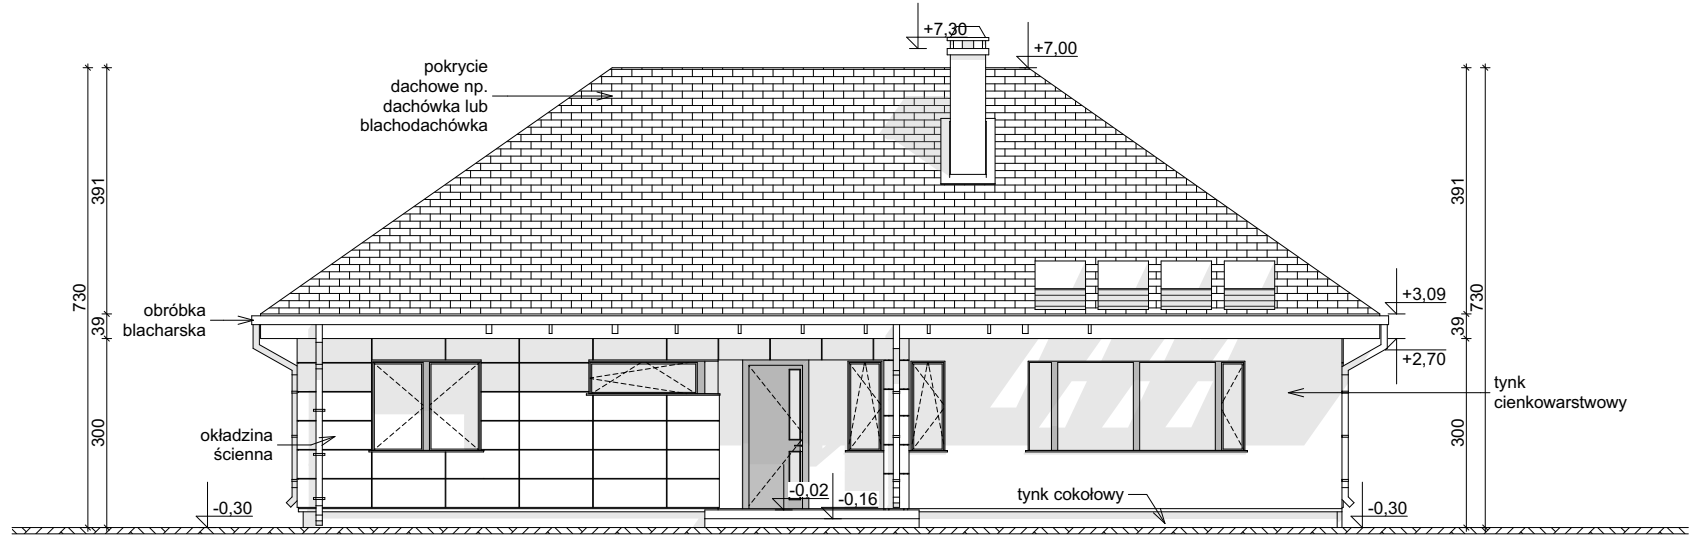 +7,30
+7,00
pokrycie
dachowe np.
dachówka lub
blachodachówka
391
391
730
730
+3,09
obróbka
blacharska
39
39
+2,70
tynk
cienkowarstwowy
okładzina
ścienna
300
300
-0,02
-0,16
tynk cokołowy
-0,30
-0,30